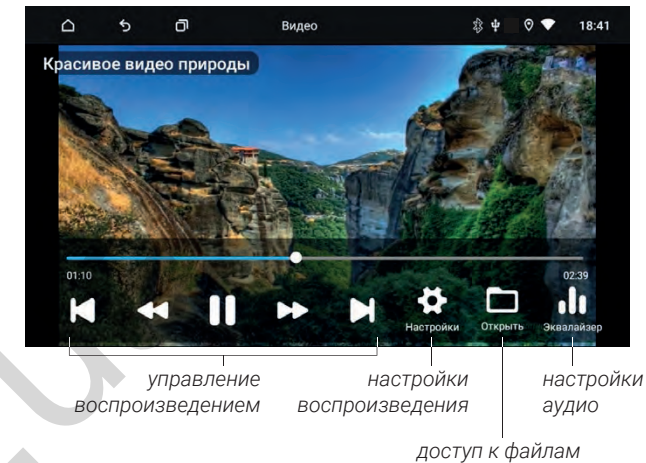 Видео
18:41
Красивое видео природы
01:10
02:39
Настройки
Открыть
Эквалайзер
управление
воспроизведением
настройки
воспроизведения
настройки
аудио
доступ к файлам